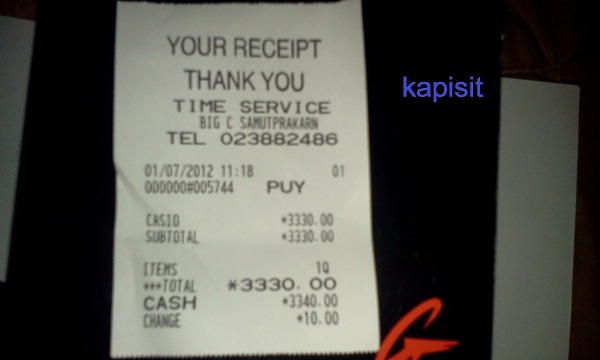 YOUR RECEIPT
THANK YOU
TIME SERVICE
BIG C SAMUTPRAKARN
TEL 023882486
01/07/2012 11:18 01
000000#005744 PUY
CASIO *3330.00
SUBTOTAL *3330.00
ITEMS 1Q
***TOTAL *3330.00
CASH *3340.00
CHANGE *10.00
kapisit